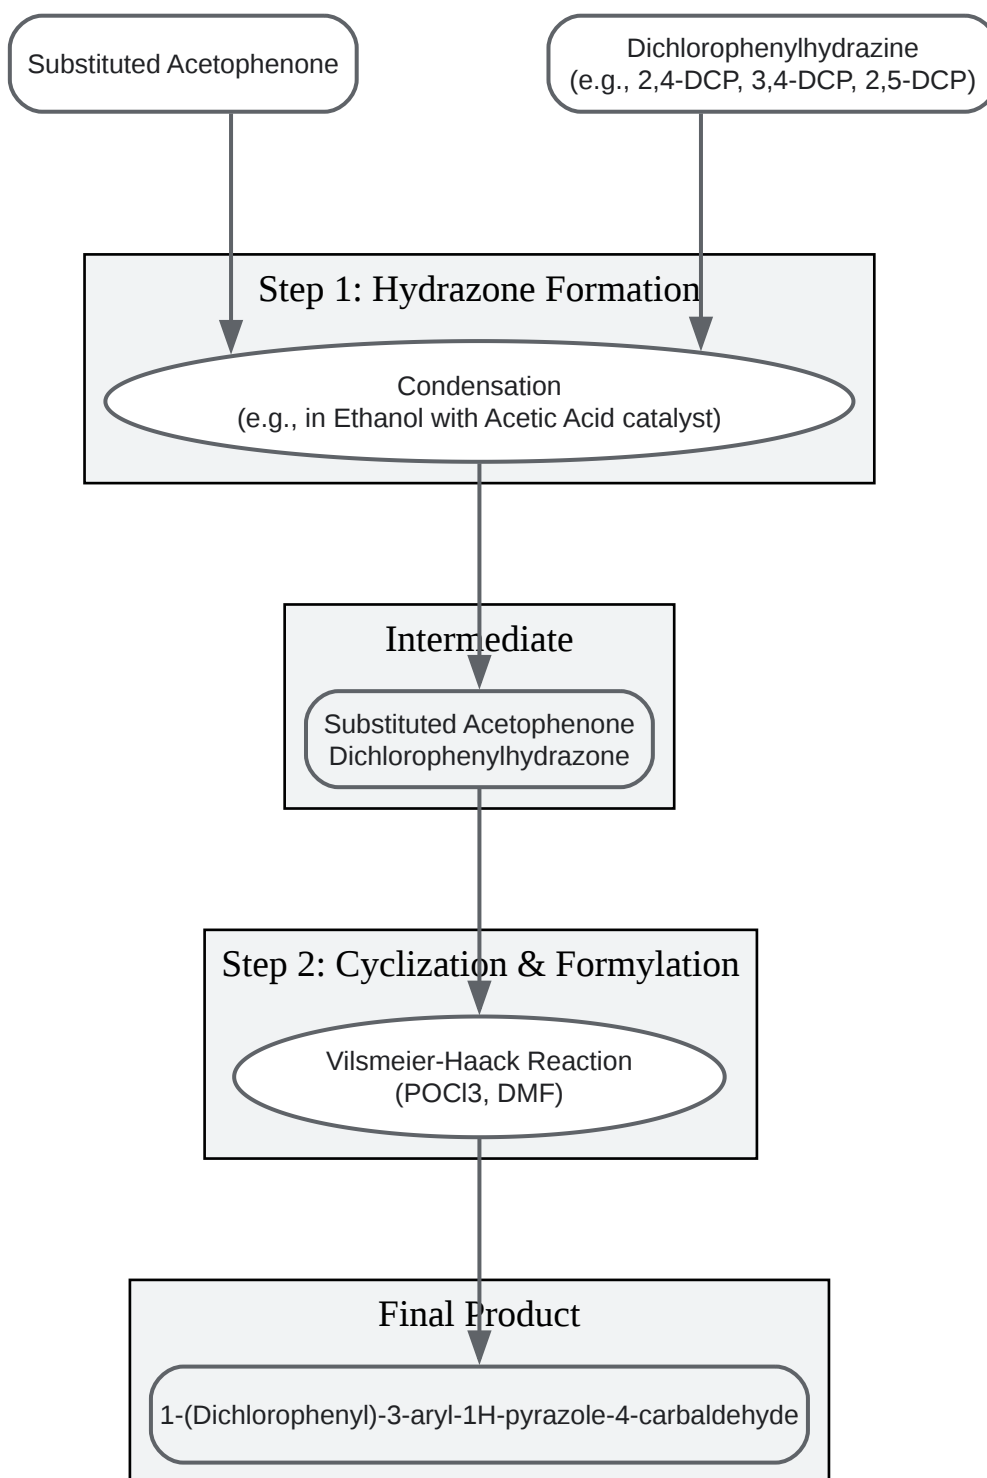 Substituted Acetophenone
Dichlorophenylhydrazine
(e.g., 2,4-DCP, 3,4-DCP, 2,5-DCP)
Step 1: Hydrazone Formation
Condensation
(e.g., in Ethanol with Acetic Acid catalyst)
Intermediate
Substituted Acetophenone
Dichlorophenylhydrazone
Step 2: Cyclization & Formylation
Vilsmeier-Haack Reaction
(POCl3, DMF)
Final Product
1-(Dichlorophenyl)-3-aryl-1H-pyrazole-4-carbaldehyde